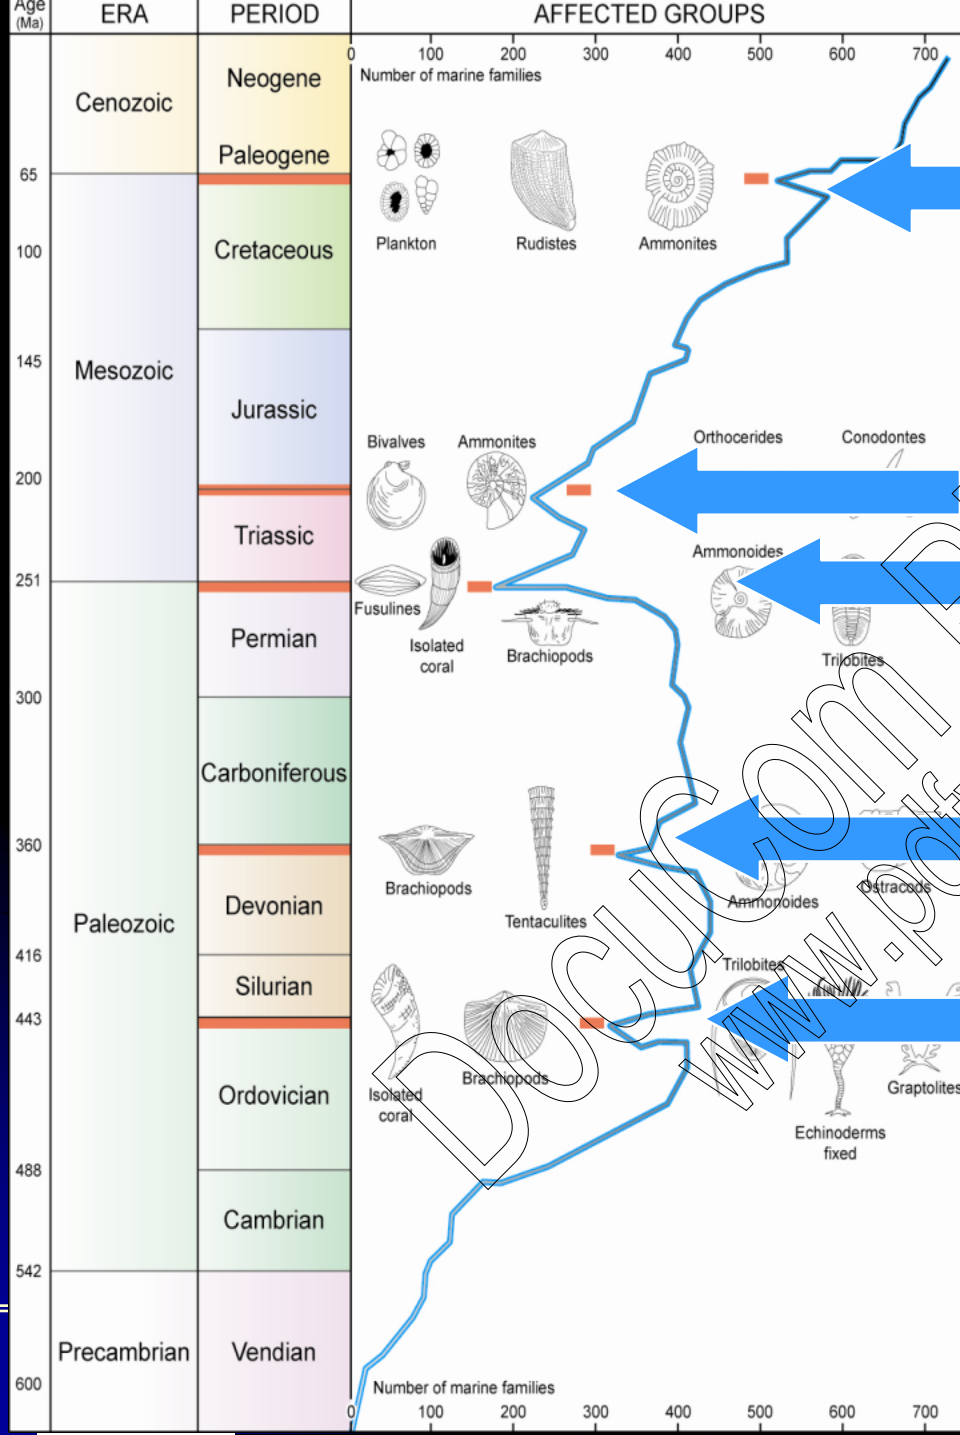 Age
(Ma)
ERA
PERIOD
AFFECTED GROUPS
0 100 200 300 400 500 600 700
Number of marine families
Cenozoic
Neogene
Paleogene
65
Plankton
Rudistes
Ammonites
Cretaceous
100
145
Mesozoic
Jurassic
Bivalves
Ammonites
Orthocerides
Conodontes
200
Triassic
Ammonoides
251
Fusulines
Isolated
coral
Brachiopods
Trilobites
Permian
300
Carboniferous
360
Brachiopods
Tentaculites
Ammonoides
Ostracods
Paleozoic
Devonian
416
Silurian
Trilobites
443
Isolated
coral
Brachiopods
Graptolites
Echinoderms
fixed
Ordovician
488
Cambrian
542
Precambrian
Vendian
600
Number of marine families
0 100 200 300 400 500 600 700
DocuCom
www.pdf